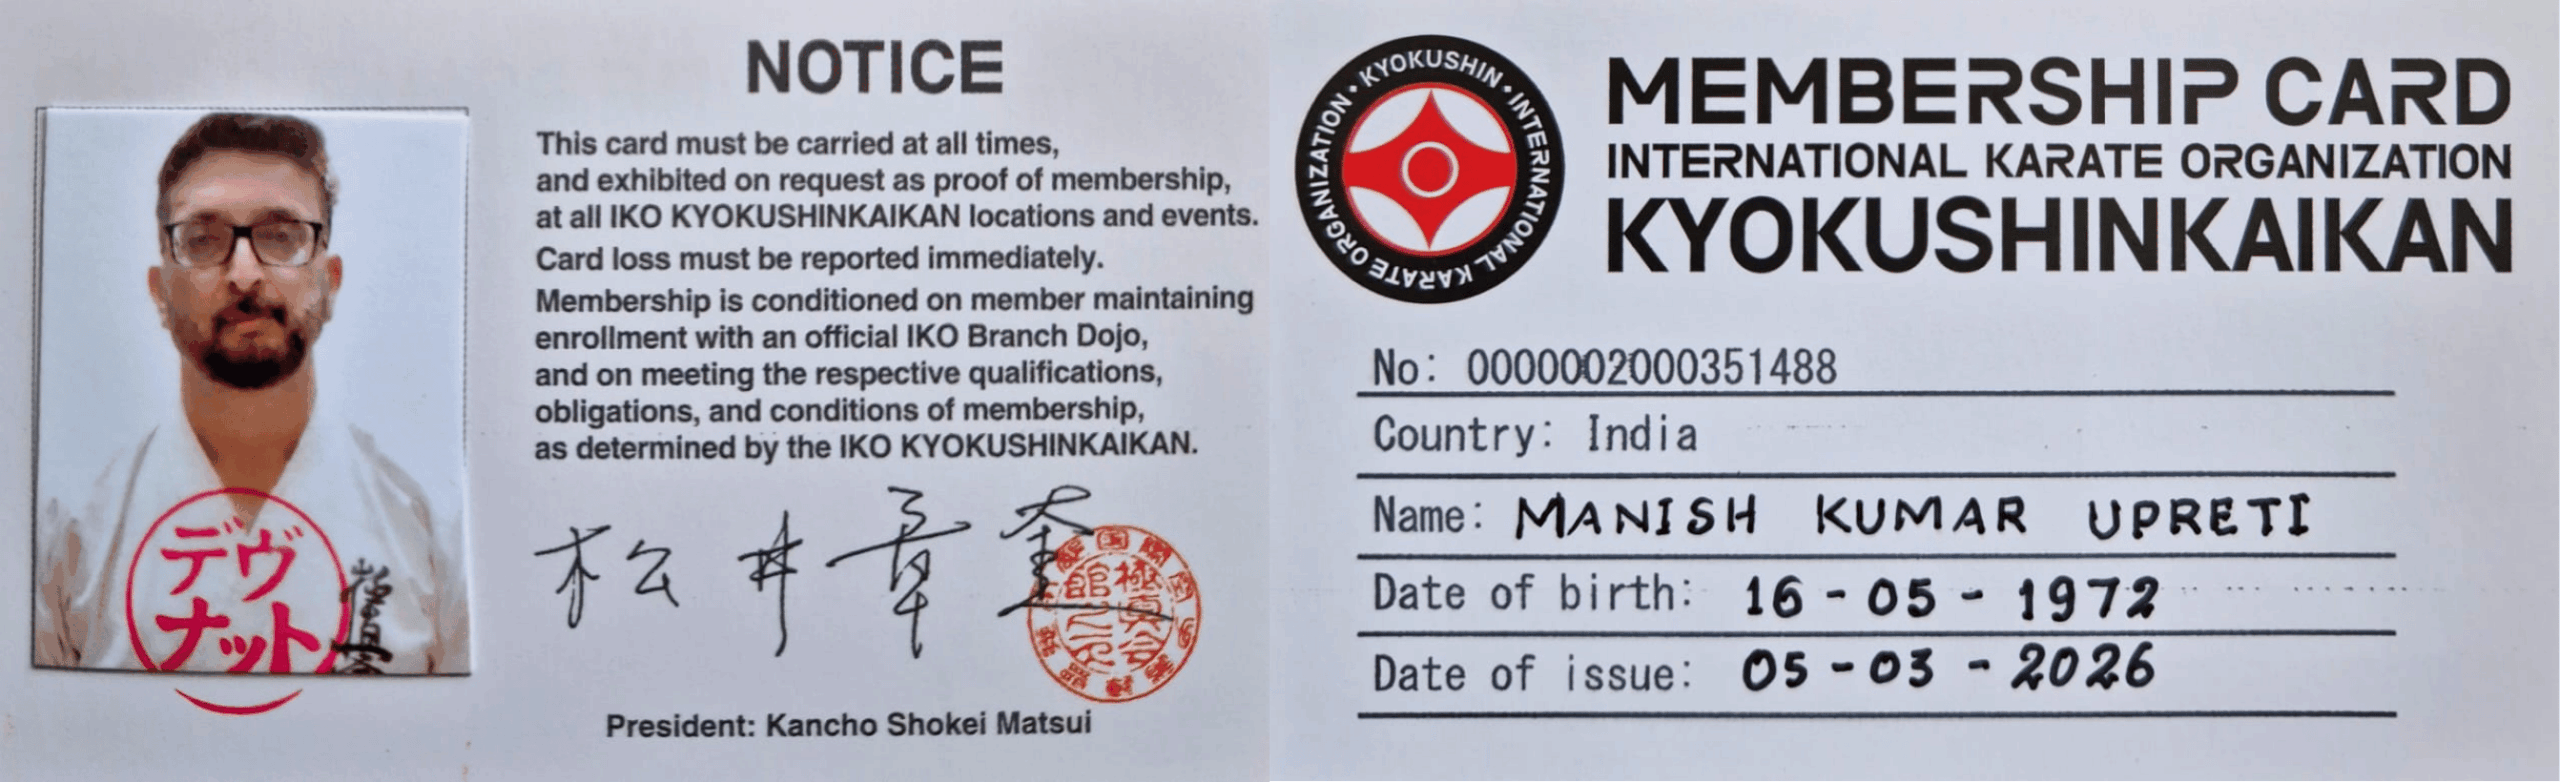 NOTICE
This card must be carried at all times,
and exhibited on request as proof of membership,
at all IKO KYOKUSHINKAIKAN locations and events.
Card loss must be reported immediately.
Membership is conditioned on member maintaining
enrollment with an official IKO Branch Dojo,
and on meeting the respective qualifications,
obligations, and conditions of membership,
as determined by the IKO KYOKUSHINKAIKAN.
松井章奎
President: Kancho Shokei Matsui
デヴ
ナット
KYOKUSHIN • INTERNATIONAL KARATE ORGANIZATION •
MEMBERSHIP CARD
INTERNATIONAL KARATE ORGANIZATION
KYOKUSHINKAIKAN
No: 0000002000351488
Country: India
Name: MANISH KUMAR UPRETI
Date of birth: 16-05-1972
Date of issue: 05-03-2026